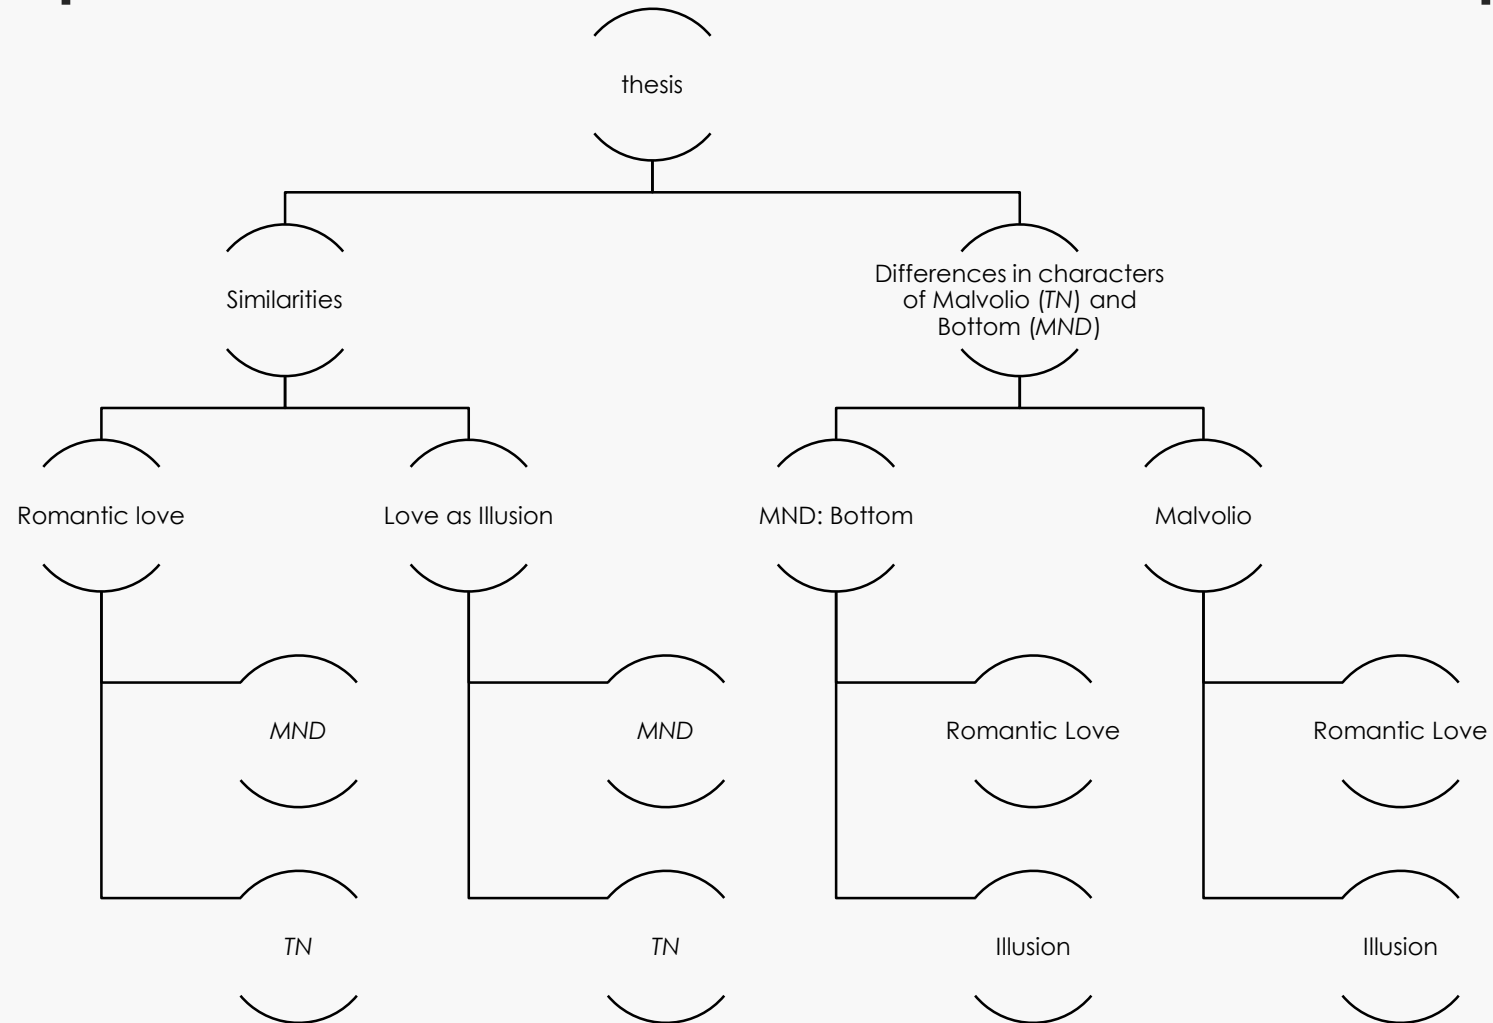 thesis
Similarities
Differences in characters
of Malvolio (TN) and
Bottom (MND)
Romantic love
Love as Illusion
MND: Bottom
Malvolio
MND
MND
Romantic Love
Romantic Love
TN
TN
Illusion
Illusion